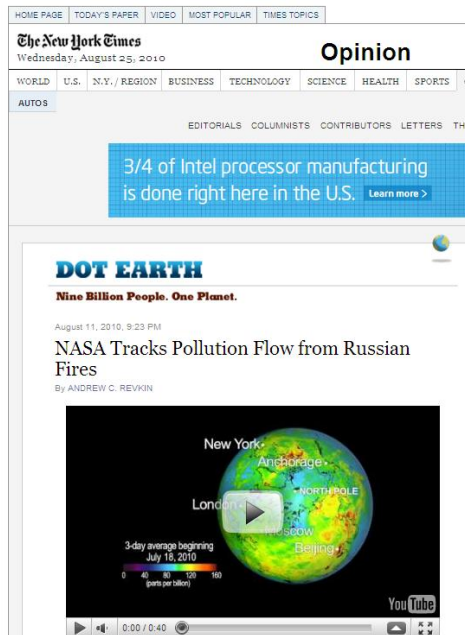 HOME PAGE TODAY'S PAPER VIDEO MOST POPULAR TIMES TOPICS
The New York Times
Wednesday, August 25, 2010
Opinion
WORLD U.S. N.Y. / REGION BUSINESS TECHNOLOGY SCIENCE HEALTH SPORTS
AUTOS
EDITORIALS COLUMNISTS CONTRIBUTORS LETTERS TH
3/4 of Intel processor manufacturing
is done right here in the U.S. Learn more >
DOT EARTH
Nine Billion People. One Planet.
August 11, 2010, 9:23 PM
NASA Tracks Pollution Flow from Russian
Fires
By ANDREW C. REVKIN
New York
Anchorage
NORTH POLE
London
Moscow
Beijing
3-day average beginning
July 18, 2010
0 40 80 120 160
(parts per billion)
YouTube
0:00 / 0:40